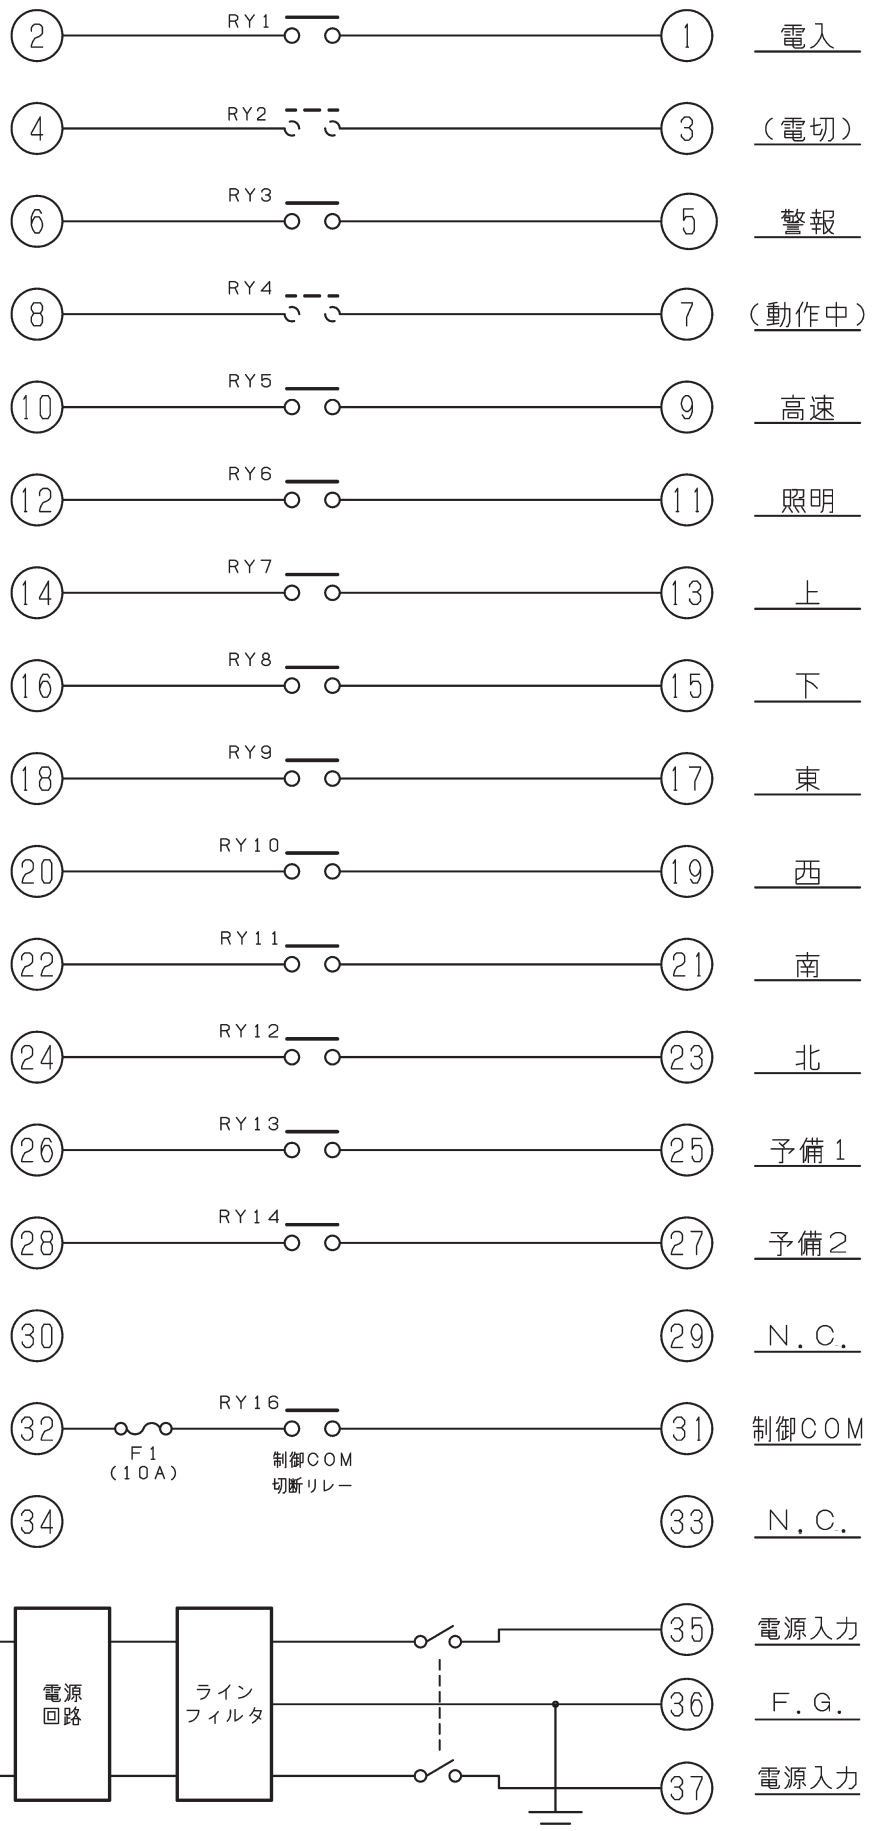 2 RY1 1 電入
4 RY2 3 (電切)
6 RY3 5 警報
8 RY4 7 (動作中)
10 RY5 9 高速
12 RY6 11 照明
14 RY7 13 上
16 RY8 15 下
18 RY9 17 東
20 RY10 19 西
22 RY11 21 南
24 RY12 23 北
26 RY13 25 予備1
28 RY14 27 予備2
30 29 N.C.
32 RY16 31 制御COM
F1 制御COM
(10A) 切断リレー
34 33 N.C.
35 電源入力
電源 ライン 36 F.G.
回路 フィルタ
37 電源入力